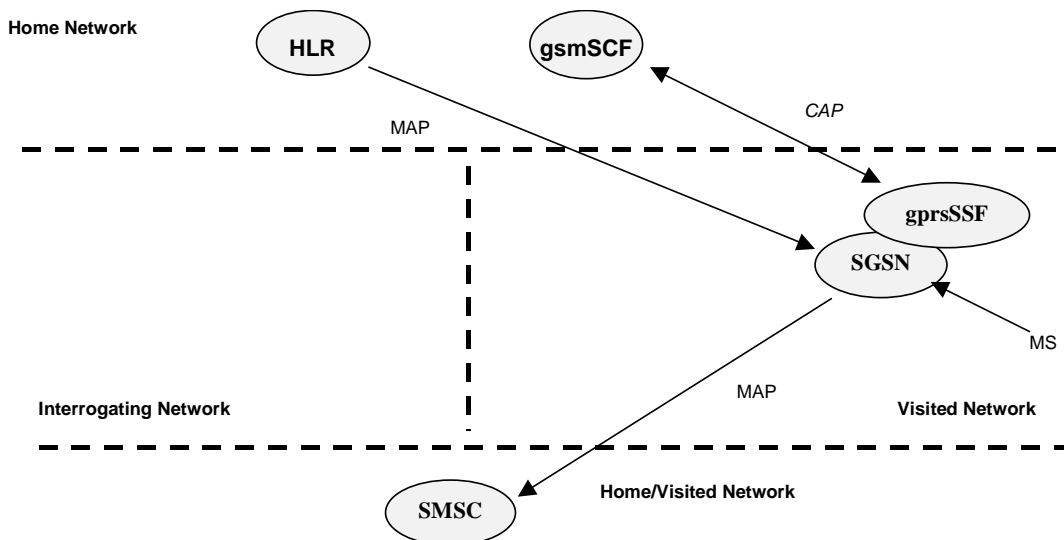 Home Network
HLR
gsmSCF
CAP
MAP
gprsSSF
SGSN
MS
MAP
Interrogating Network
Visited Network
Home/Visited Network
SMSC